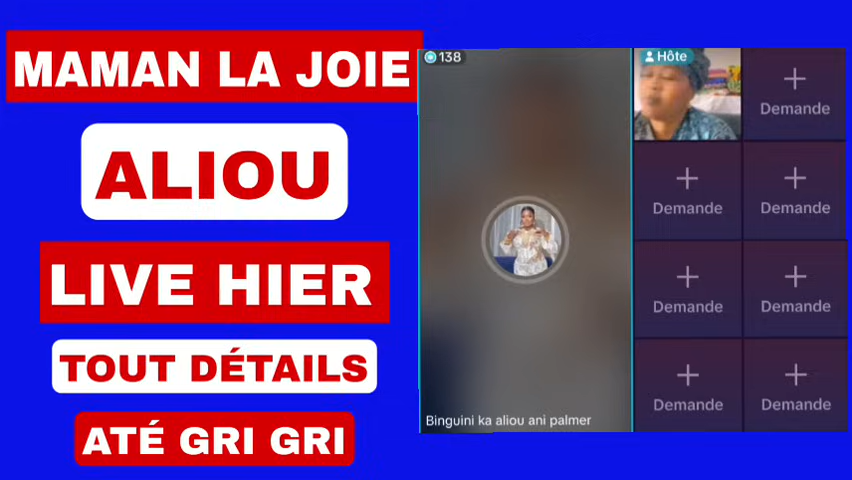 MAMAN LA JOIE
ALIOU
LIVE HIER
TOUT DÉTAILS
ATÉ GRI GRI
138
Binguini ka aliou ani palmer
Hôte
Demande
Demande
Demande
Demande
Demande
Demande
Demande